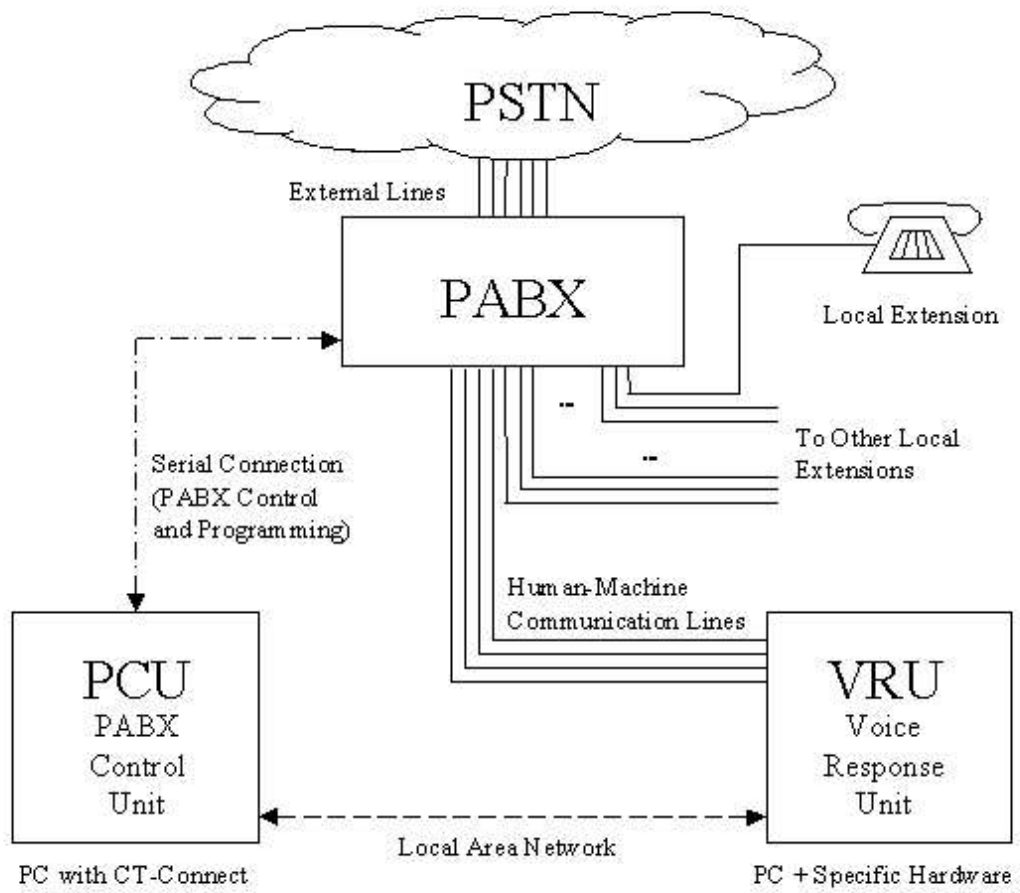 PSTN
External Lines
PABX
Local Extension
...
To Other Local
Extensions
...
Serial Connection
(PABX Control
and Programming)
Human-Machine
Communication Lines
PCU
PABX
Control
Unit
VRU
Voice
Response
Unit
Local Area Network
PC with CT-Connect
PC + Specific Hardware